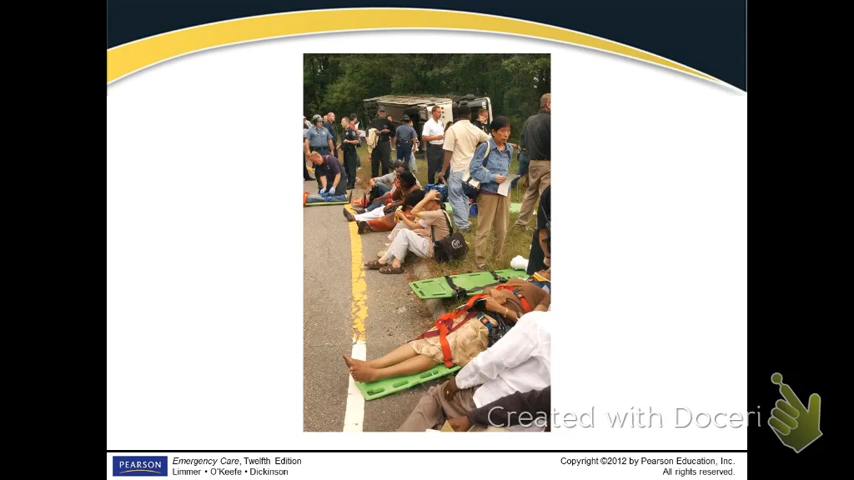 Created with Doceri
PEARSON
Emergency Care, Twelfth Edition
Limmer • O'Keefe • Dickinson
Copyright ©2012 by Pearson Education, Inc.
All rights reserved.